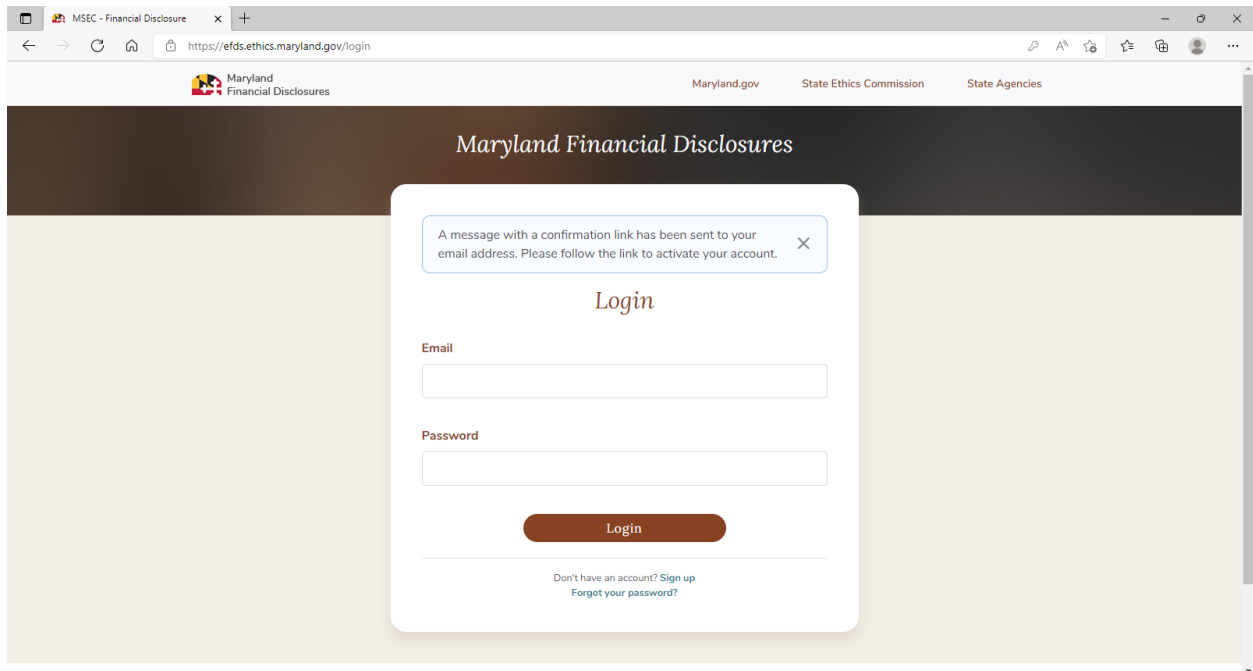 MSEC - Financial Disclosure
https://efds.ethics.maryland.gov/login
Maryland
Financial Disclosures
Maryland.gov State Ethics Commission State Agencies
Maryland Financial Disclosures
A message with a confirmation link has been sent to your
email address. Please follow the link to activate your account.
Login
Email
Password
Login
Don't have an account? Sign up
Forgot your password?